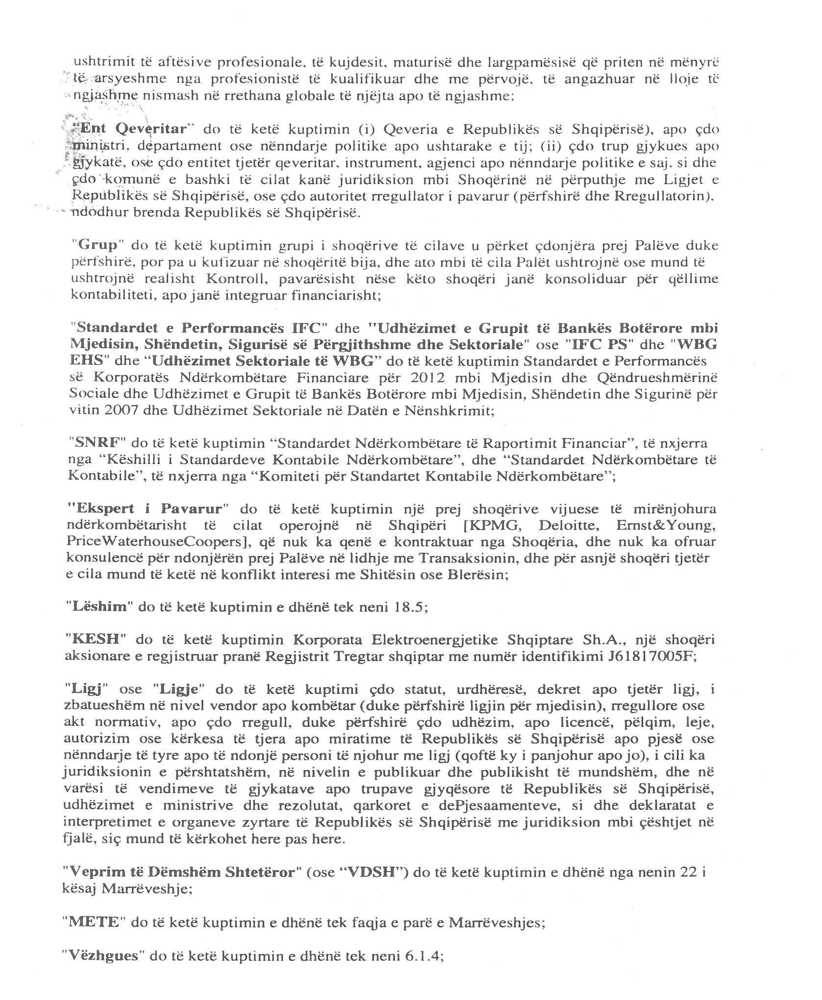 ushtrimit të aftësive profesionale, të kujdesit, maturisë dhe largpamësisë që priten në mënyrë
të arsyeshme nga profesionistë të kualifikuar dhe me përvojë, të angazhuar në lloje të
ngjashme nismash në rrethana globale të njëjta apo të ngjashme;
“Ent Qeveritar” do të ketë kuptimin (i) Qeveria e Republikës së Shqipërisë), apo çdo
ministri, departament ose nënndarje politike apo ushtarake e tij; (ii) çdo trup gjykues apo
gjykatë, ose çdo entitet tjetër qeveritar, instrument, agjenci apo nënndarje politike e saj, si dhe
çdo komunë e bashki të cilat kanë juridiksion mbi Shoqërinë në përputhje me Ligjet e
Republikës së Shqipërisë, ose çdo autoritet rregullator i pavarur (përfshirë dhe Rregullatorin),
ndodhur brenda Republikës së Shqipërisë.
"Grup" do të ketë kuptimin grupi i shoqërive të cilave u përket çdonjëra prej Palëve duke
përfshirë, por pa u kufizuar në shoqëritë bija, dhe ato mbi të cila Palët ushtrojnë ose mund të
ushtrojnë realisht Kontroll, pavarësisht nëse këto shoqëri janë konsoliduar për qëllime
kontabiliteti, apo janë integruar financiarisht;
"Standardet e Performancës IFC" dhe "Udhëzimet e Grupit të Bankës Botërore mbi
Mjedisin, Shëndetin, Sigurisë së Përgjithshme dhe Sektoriale" ose "IFC PS" dhe "WBG
EHS" dhe “Udhëzimet Sektoriale të WBG” do të ketë kuptimin Standardet e Performancës
së Korporatës Ndërkombëtare Financiare për 2012 mbi Mjedisin dhe Qëndrueshmërinë
Sociale dhe Udhëzimet e Grupit të Bankës Botërore mbi Mjedisin, Shëndetin dhe Sigurinë për
vitin 2007 dhe Udhëzimet Sektoriale në Datën e Nënshkrimit;
"SNRF" do të ketë kuptimin “Standardet Ndërkombëtare të Raportimit Financiar”, të nxjerra
nga “Këshilli i Standardeve Kontabile Ndërkombëtare”, dhe “Standardet Ndërkombëtare të
Kontabile”, të nxjerra nga “Komiteti për Standartet Kontabile Ndërkombëtare”;
"Ekspert i Pavarur" do të ketë kuptimin një prej shoqërive vijuese të mirënjohura
ndërkombëtarisht të cilat operojnë në Shqipëri [KPMG, Deloitte, Ernst&Young,
PriceWaterhouseCoopers], që nuk ka qenë e kontraktuar nga Shoqëria, dhe nuk ka ofruar
konsulencë për ndonjërën prej Palëve në lidhje me Transaksionin, dhe për asnjë shoqëri tjetër
e cila mund të ketë në konflikt interesi me Shitësin ose Blerësin;
"Lëshim" do të ketë kuptimin e dhënë tek neni 18.5;
"KESH" do të ketë kuptimin Korporata Elektroenergjetike Shqiptare Sh.A., një shoqëri
aksionare e regjistruar pranë Regjistrit Tregtar shqiptar me numër identifikimi J61817005F;
"Ligj" ose "Ligje" do të ketë kuptimi çdo statut, urdhëresë, dekret apo tjetër ligj, i
zbatueshëm në nivel vendor apo kombëtar (duke përfshirë ligjin për mjedisin), rregullore ose
akt normativ, apo çdo rregull, duke përfshirë çdo udhëzim, apo licencë, pëlqim, leje,
autorizim ose kërkesa të tjera apo miratime të Republikës së Shqipërisë apo pjesë ose
nënndarje të tyre apo të ndonjë personi të njohur me ligj (qoftë ky i panjohur apo jo), i cili ka
juridiksionin e përshtatshëm, në nivelin e publikuar dhe publikisht të mundshëm, dhe në
varësi të vendimeve të gjykatave apo trupave gjyqësore të Republikës së Shqipërisë,
udhëzimet e ministrive dhe rezolutat, qarkoret e dePjesaamenteve, si dhe deklaratat e
interpretimet e organeve zyrtare të Republikës së Shqipërisë me juridiksion mbi çështjet në
fjalë, siç mund të kërkohet here pas here.
"Veprim të Dëmshëm Shtetëror" (ose “VDSH”) do të ketë kuptimin e dhënë nga nenin 22 i
kësaj Marrëveshje;
"METE" do të ketë kuptimin e dhënë tek faqja e parë e Marrëveshjes;
"Vëzhgues" do të ketë kuptimin e dhënë tek neni 6.1.4;